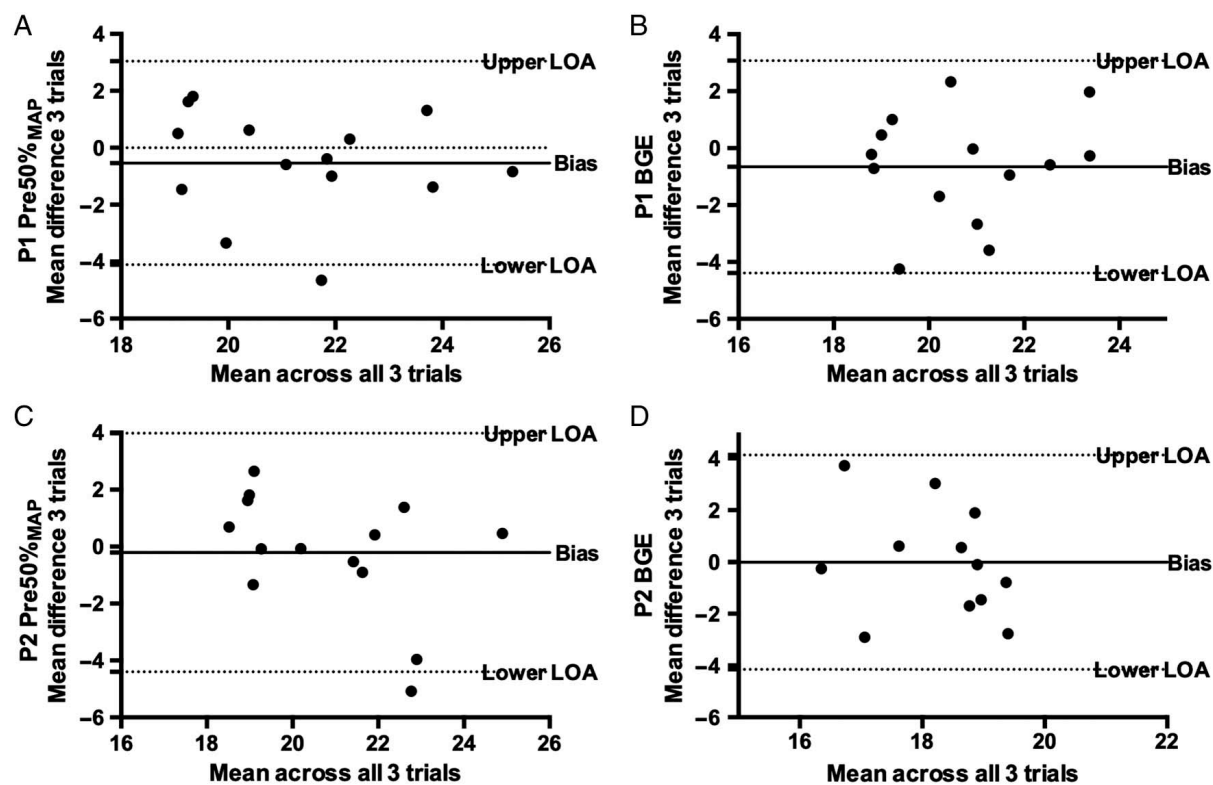 A
P1 Pre50%MAP
Mean difference 3 trials
4
2
0
–2
–4
–6
Upper LOA
Bias
Lower LOA
18
20
22
24
26
Mean across all 3 trials
B
P1 BGE
Mean difference 3 trials
4
2
0
–2
–4
–6
Upper LOA
Bias
Lower LOA
16
18
20
22
24
Mean across all 3 trials
C
P2 Pre50%MAP
Mean difference 3 trials
4
2
0
–2
–4
–6
Upper LOA
Bias
Lower LOA
16
18
20
22
24
26
Mean across all 3 trials
D
P2 BGE
Mean difference 3 trials
4
2
0
–2
–4
–6
Upper LOA
Bias
Lower LOA
16
18
20
22
Mean across all 3 trials